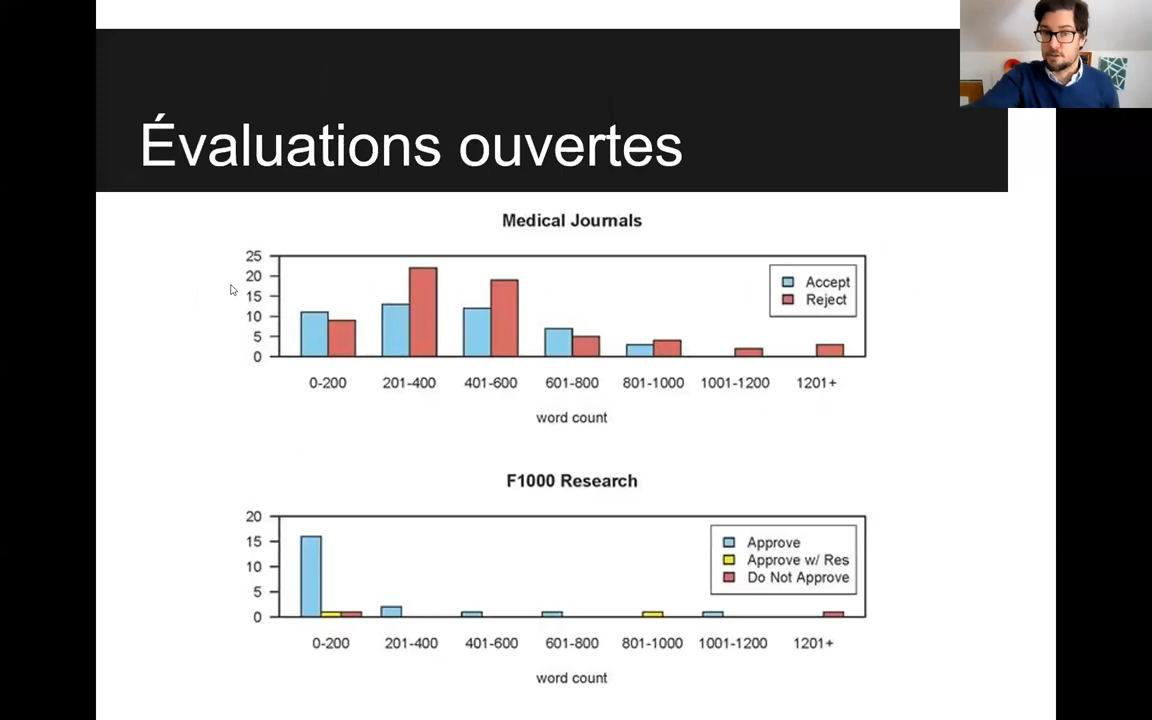 Évaluations ouvertes
Medical Journals
25
20
15
10
5
0
Accept
Reject
0-200 201-400 401-600 601-800 801-1000 1001-1200 1201+
word count
F1000 Research
20
15
10
5
0
Approve
Approve w/ Res
Do Not Approve
0-200 201-400 401-600 601-800 801-1000 1001-1200 1201+
word count